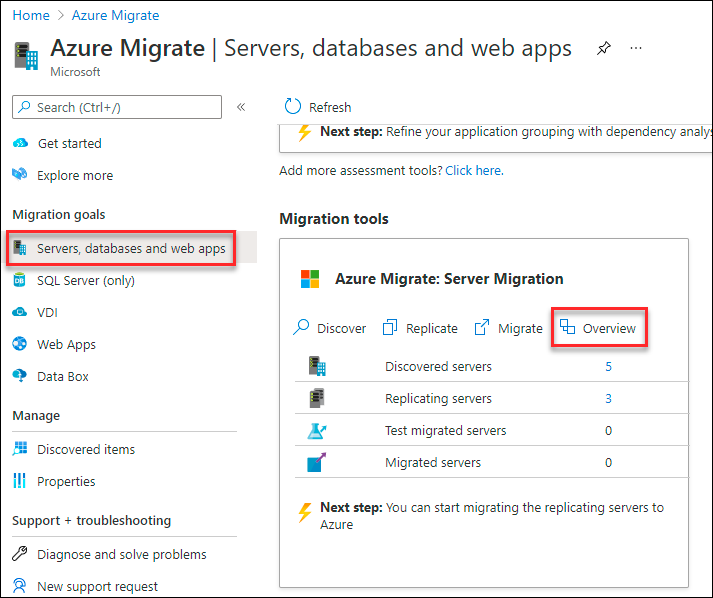 Home > Azure Migrate
Azure Migrate | Servers, databases and web apps
Microsoft
Search (Ctrl+/)
Get started
Explore more
Migration goals
Servers, databases and web apps
SQL Server (only)
VDI
Web Apps
Data Box
Manage
Discovered items
Properties
Support + troubleshooting
Diagnose and solve problems
New support request
Refresh
Next step: Refine your application grouping with dependency analys
Add more assessment tools? Click here.
Migration tools
Azure Migrate: Server Migration
Discover Replicate Migrate Overview
Discovered servers 5
Replicating servers 3
Test migrated servers 0
Migrated servers 0
Next step: You can start migrating the replicating servers to
Azure